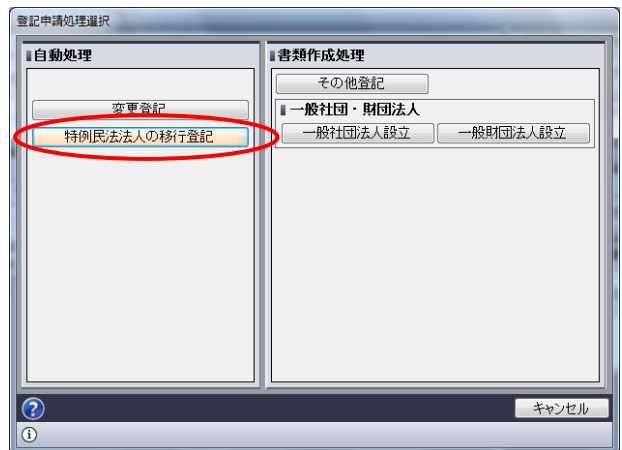 登記申請処理選択
自動処理
変更登記
特例民法法人の移行登記
書類作成処理
その他登記
一般社団・財団法人
一般社団法人設立
一般財団法人設立
キャンセル